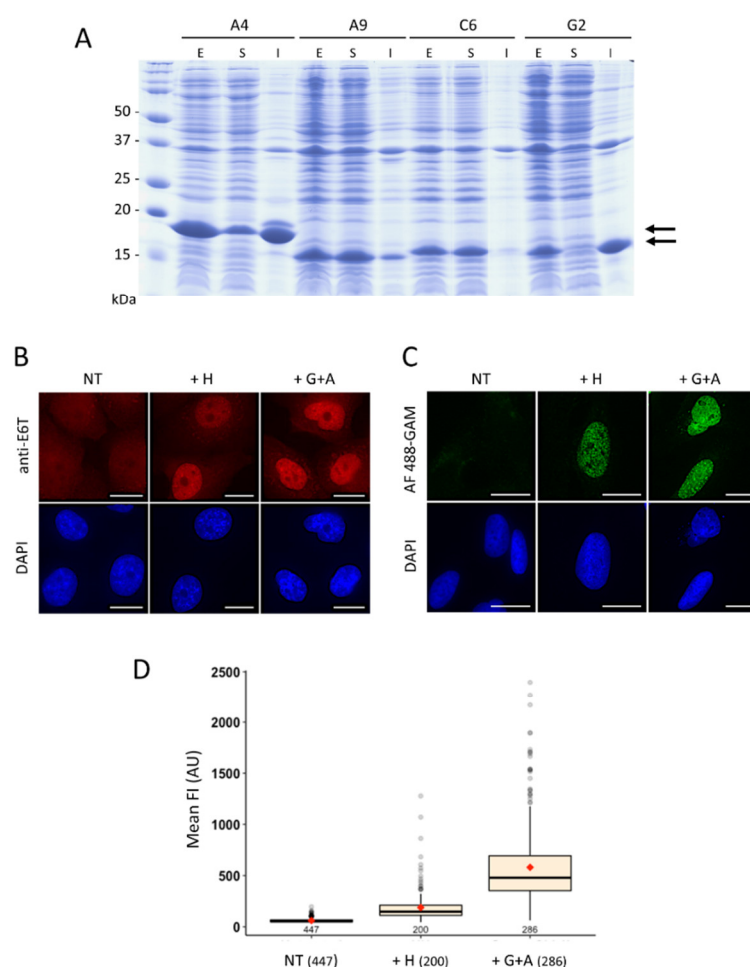 A
A4 A9 C6 G2
E S I E S I E S I E S I
50
37
25
20
15
kDa
B
NT + H + G+A
anti-E6T
DAPI
C
NT + H + G+A
AF 488-GAM
DAPI
D
Mean FI (AU)
2500
2000
1500
1000
500
0
447 200 286
NT (447) + H (200) + G+A (286)